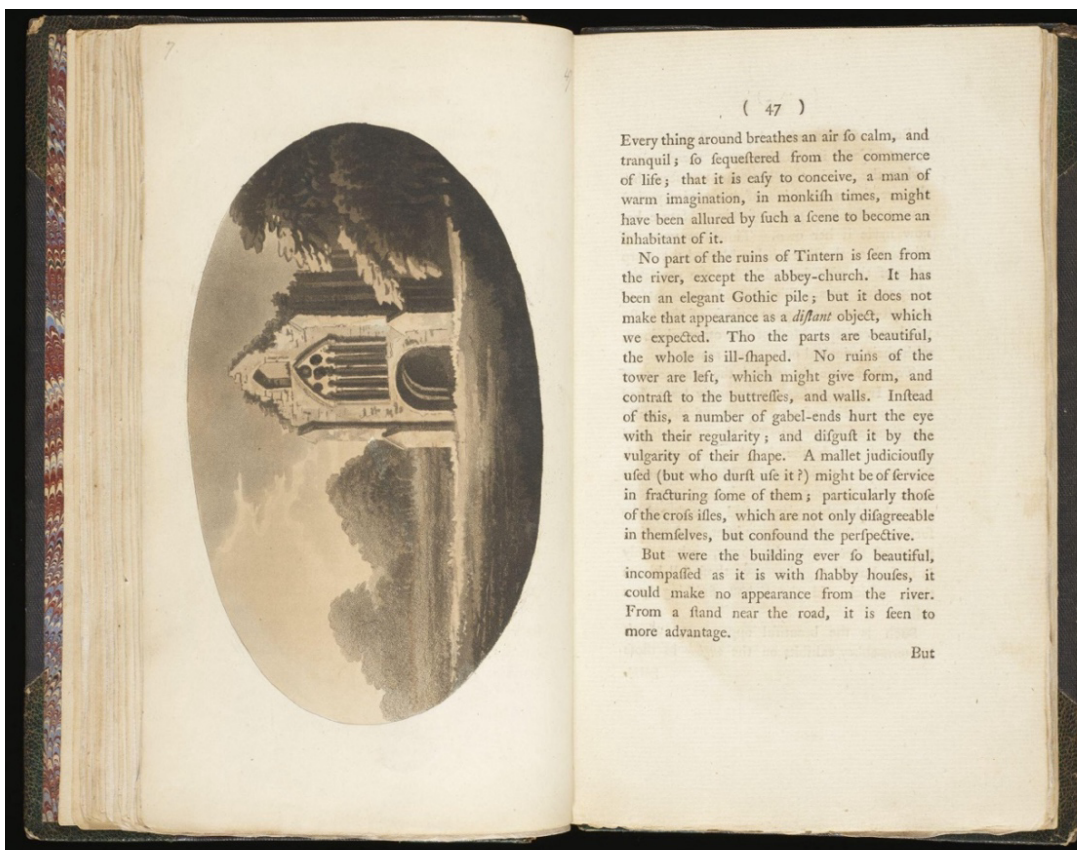 7.
( 47 )
Every thing around breathes an air ſo calm, and
tranquil; ſo ſequeſtered from the commerce
of life; that it is eaſy to conceive, a man of
warm imagination, in monkiſh times, might
have been allured by ſuch a ſcene to become an
inhabitant of it.
No part of the ruins of Tintern is ſeen from
the river, except the abbey-church. It has
been an elegant Gothic pile; but it does not
make that appearance as a diſtant object, which
we expected. Tho the parts are beautiful,
the whole is ill-ſhaped. No ruins of the
tower are left, which might give form, and
contraſt to the buttreſſes, and walls. Inſtead
of this, a number of gabel-ends hurt the eye
with their regularity; and diſguſt it by the
vulgarity of their ſhape. A mallet judiciouſly
uſed (but who durſt uſe it?) might be of ſervice
in fracturing ſome of them; particularly thoſe
of the croſs iſles, which are not only diſagreeable
in themſelves, but confound the perſpective.
But were the building ever ſo beautiful,
incompaſſed as it is with ſhabby houſes, it
could make no appearance from the river.
From a ſtand near the road, it is ſeen to
more advantage.
But